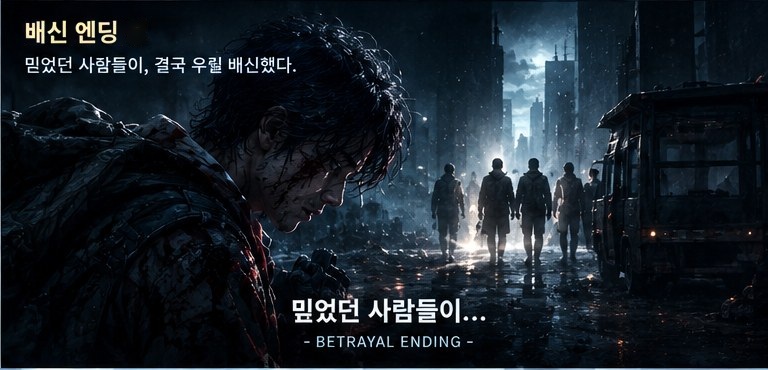 배신 엔딩
믿었던 사람들이, 결국 우릴 배신했다.
믿었던 사람들이...
- BETRAYAL ENDING -